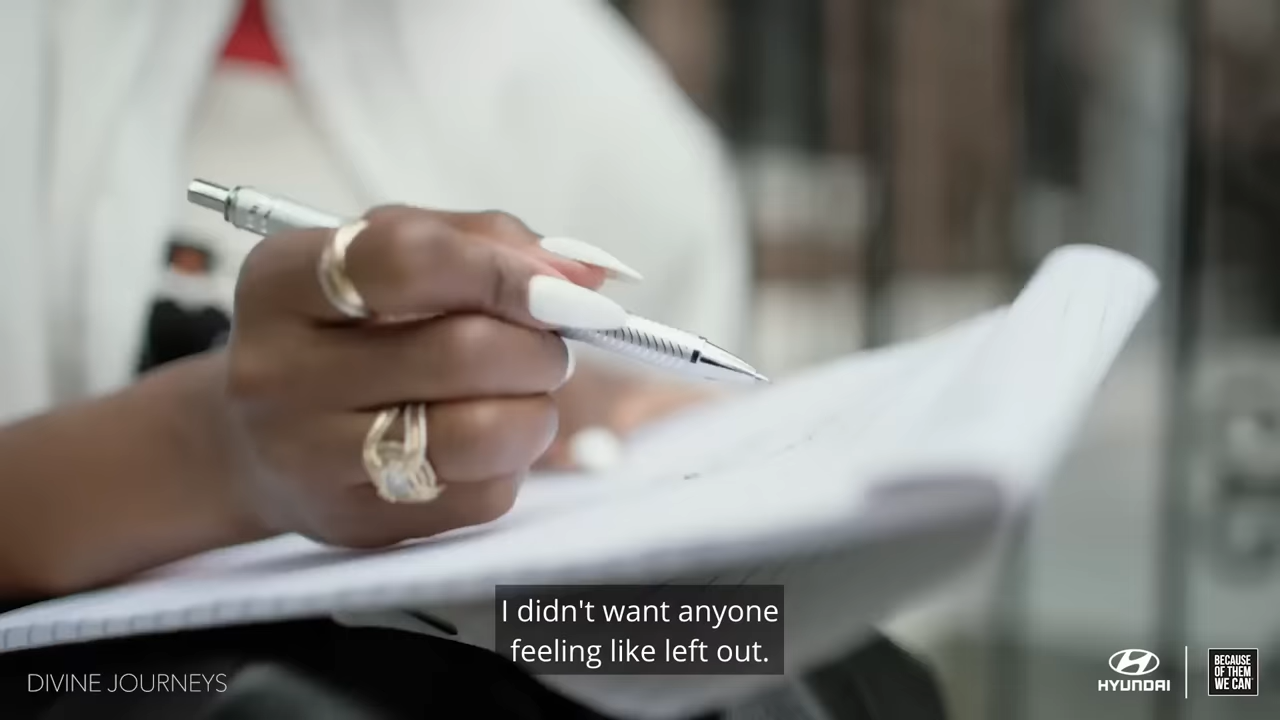 I didn't want anyone
feeling like left out.
DIVINE JOURNEYS
HYUNDAI
BECAUSE
OF THEM
WE CAN